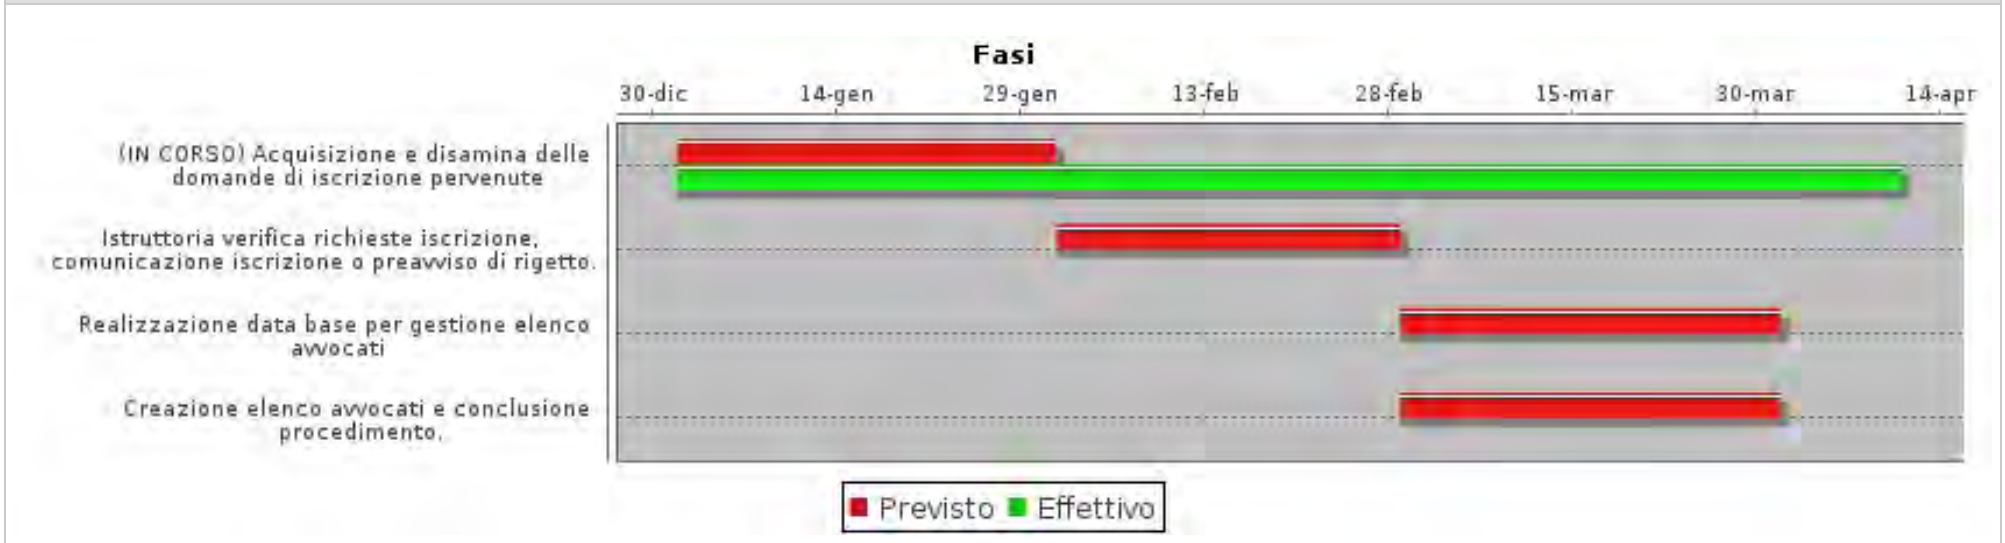 Fasi
30-dic 14-gen 29-gen 13-feb 28-feb 15-mar 30-mar 14-apr
(IN CORSO) Acquisizione e disamina delle
domande di iscrizione pervenute
Istruttoria verifica richieste iscrizione,
comunicazione iscrizione o preavviso di rigetto.
Realizzazione data base per gestione elenco
avvocati
Creazione elenco avvocati e conclusione
procedimento.
Previsto Effettivo